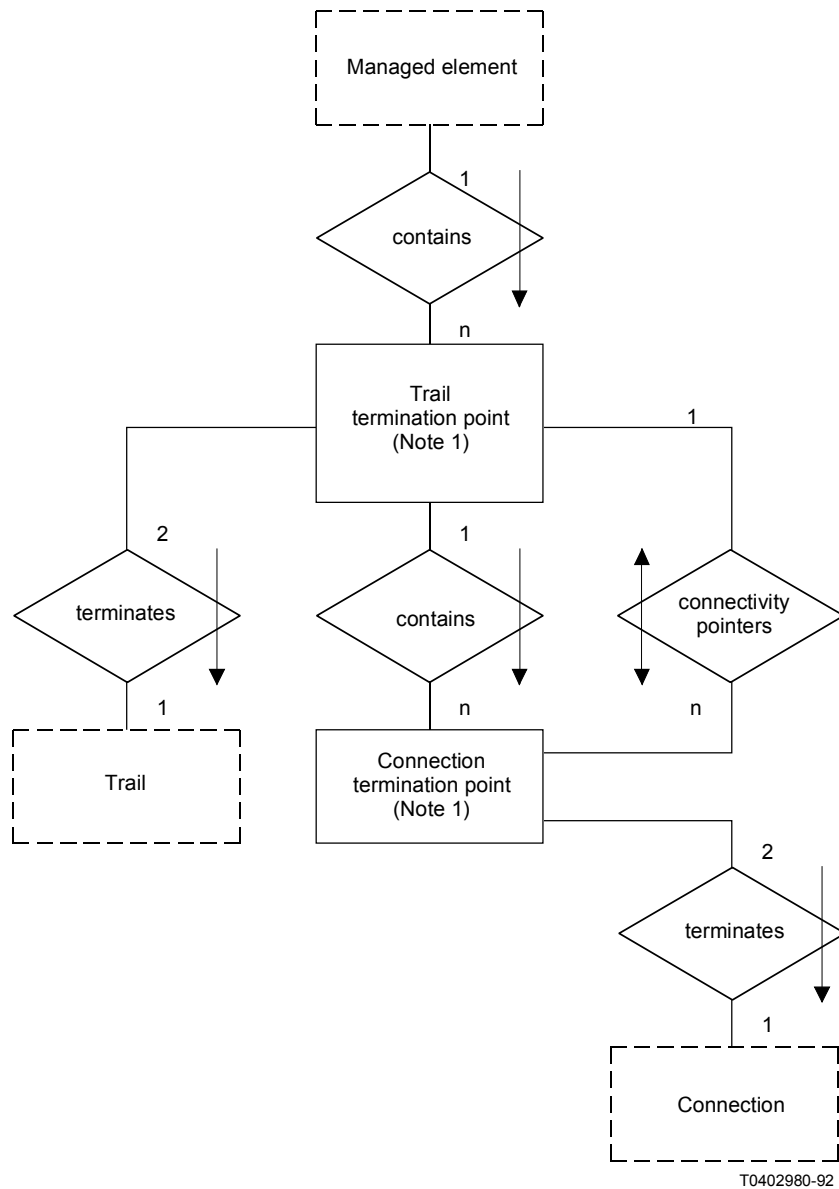 Managed element
1
contains
n
Trail
termination point
(Note 1)
1
2
1
terminates
contains
connectivity
pointers
1
n
n
Trail
Connection
termination point
(Note 1)
2
terminates
1
Connection
T0402980-92